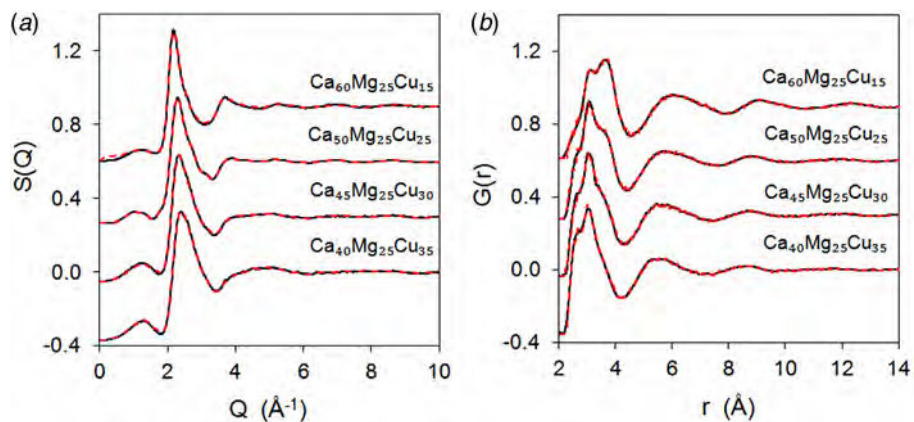 (a)
S(Q)
1.2
0.8
0.4
0.0
-0.4
Ca₆₀Mg₂₅Cu₁₅
Ca₅₀Mg₂₅Cu₂₅
Ca₄₅Mg₂₅Cu₃₀
Ca₄₀Mg₂₅Cu₃₅
0 2 4 6 8 10
Q (Å⁻¹)
(b)
G(r)
1.2
0.8
0.4
0.0
-0.4
Ca₆₀Mg₂₅Cu₁₅
Ca₅₀Mg₂₅Cu₂₅
Ca₄₅Mg₂₅Cu₃₀
Ca₄₀Mg₂₅Cu₃₅
2 4 6 8 10 12 14
r (Å)